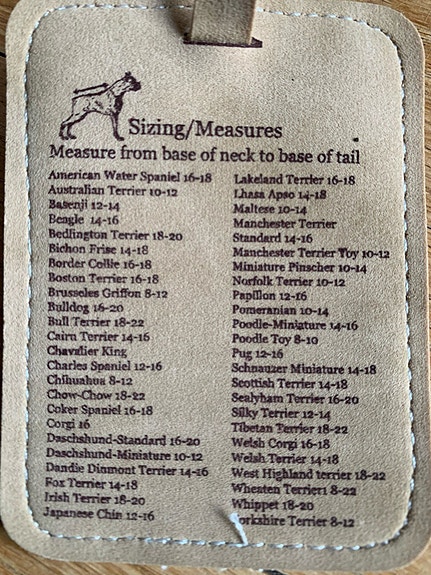 Sizing/Measures
Measure from base of neck to base of tail
American Water Spaniel 16-18
Australian Terrier 10-12
Basenji 12-14
Beagle 14-16
Bedlington Terrier 18-20
Bichon Frise 14-18
Border Collie 16-18
Boston Terrier 16-18
Brusseles Griffon 8-12
Bulldog 16-20
Bull Terrier 18-22
Cairn Terrier 14-16
Chavalier King
Charles Spaniel 12-16
Chihuahua 8-12
Chow-Chow 18-22
Coker Spaniel 16-18
Corgi 16
Daschshund-Standard 16-20
Daschshund-Miniature 10-12
Dandie Dinmont Terrier 14-16
Fox Terrier 14-18
Irish Terrier 18-20
Japanese Chin 12-16
Lakeland Terrier 16-18
Lhasa Apso 14-18
Maltese 10-14
Manchester Terrier
Standard 14-16
Manchester Terrier Toy 10-12
Miniature Pinscher 10-14
Norfolk Terrier 10-12
Papillon 12-16
Pomeranian 10-14
Poodle-Miniature 14-16
Poodle Toy 8-10
Pug 12-16
Schnauzer Miniature 14-18
Scottish Terrier 14-18
Sealyham Terrier 16-20
Silky Terrier 12-14
Tibetan Terrier 18-22
Welsh Corgi 16-18
Welsh Terrier 14-18
West Highland terrier 18-22
Wheaten Terrier1 8-22
Whippet 18-20
orkshire Terrier 8-12